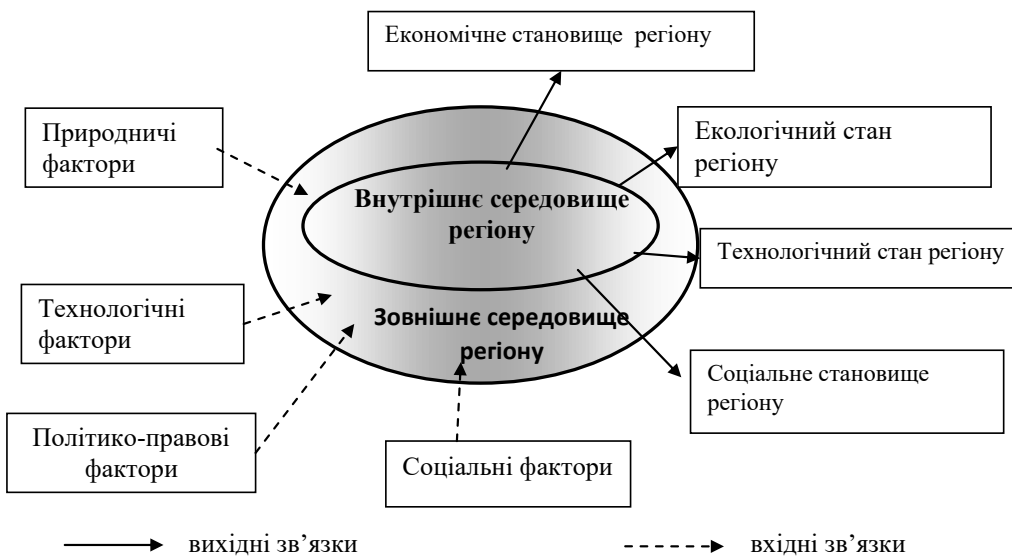 Економічне становище регіону
Природничі
фактори
Екологічний стан
регіону
Внутрішнє середовище
регіону
Технологічний стан регіону
Технологічні
фактори
Зовнішнє середовище
регіону
Соціальне становище
регіону
Політико-правові
фактори
Соціальні фактори
вихідні зв’язки
вхідні зв’язки